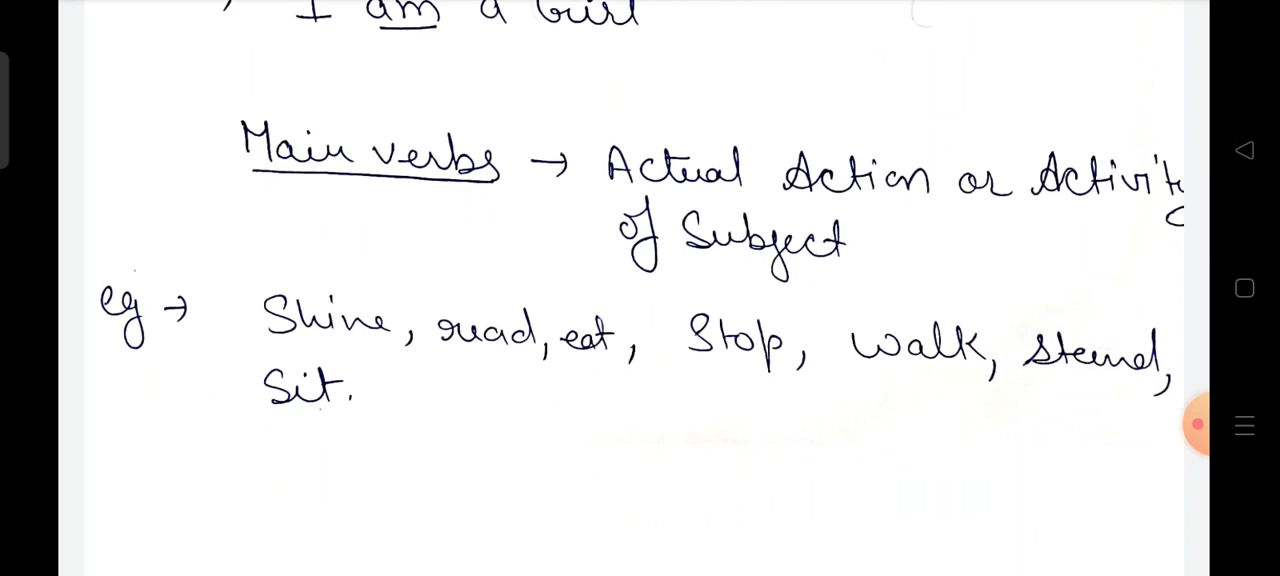 I am a Girl
Main verbs → Actual Action or Activity
of Subject
eg → Shine, read, eat, Stop, Walk, Stand,
Sit.